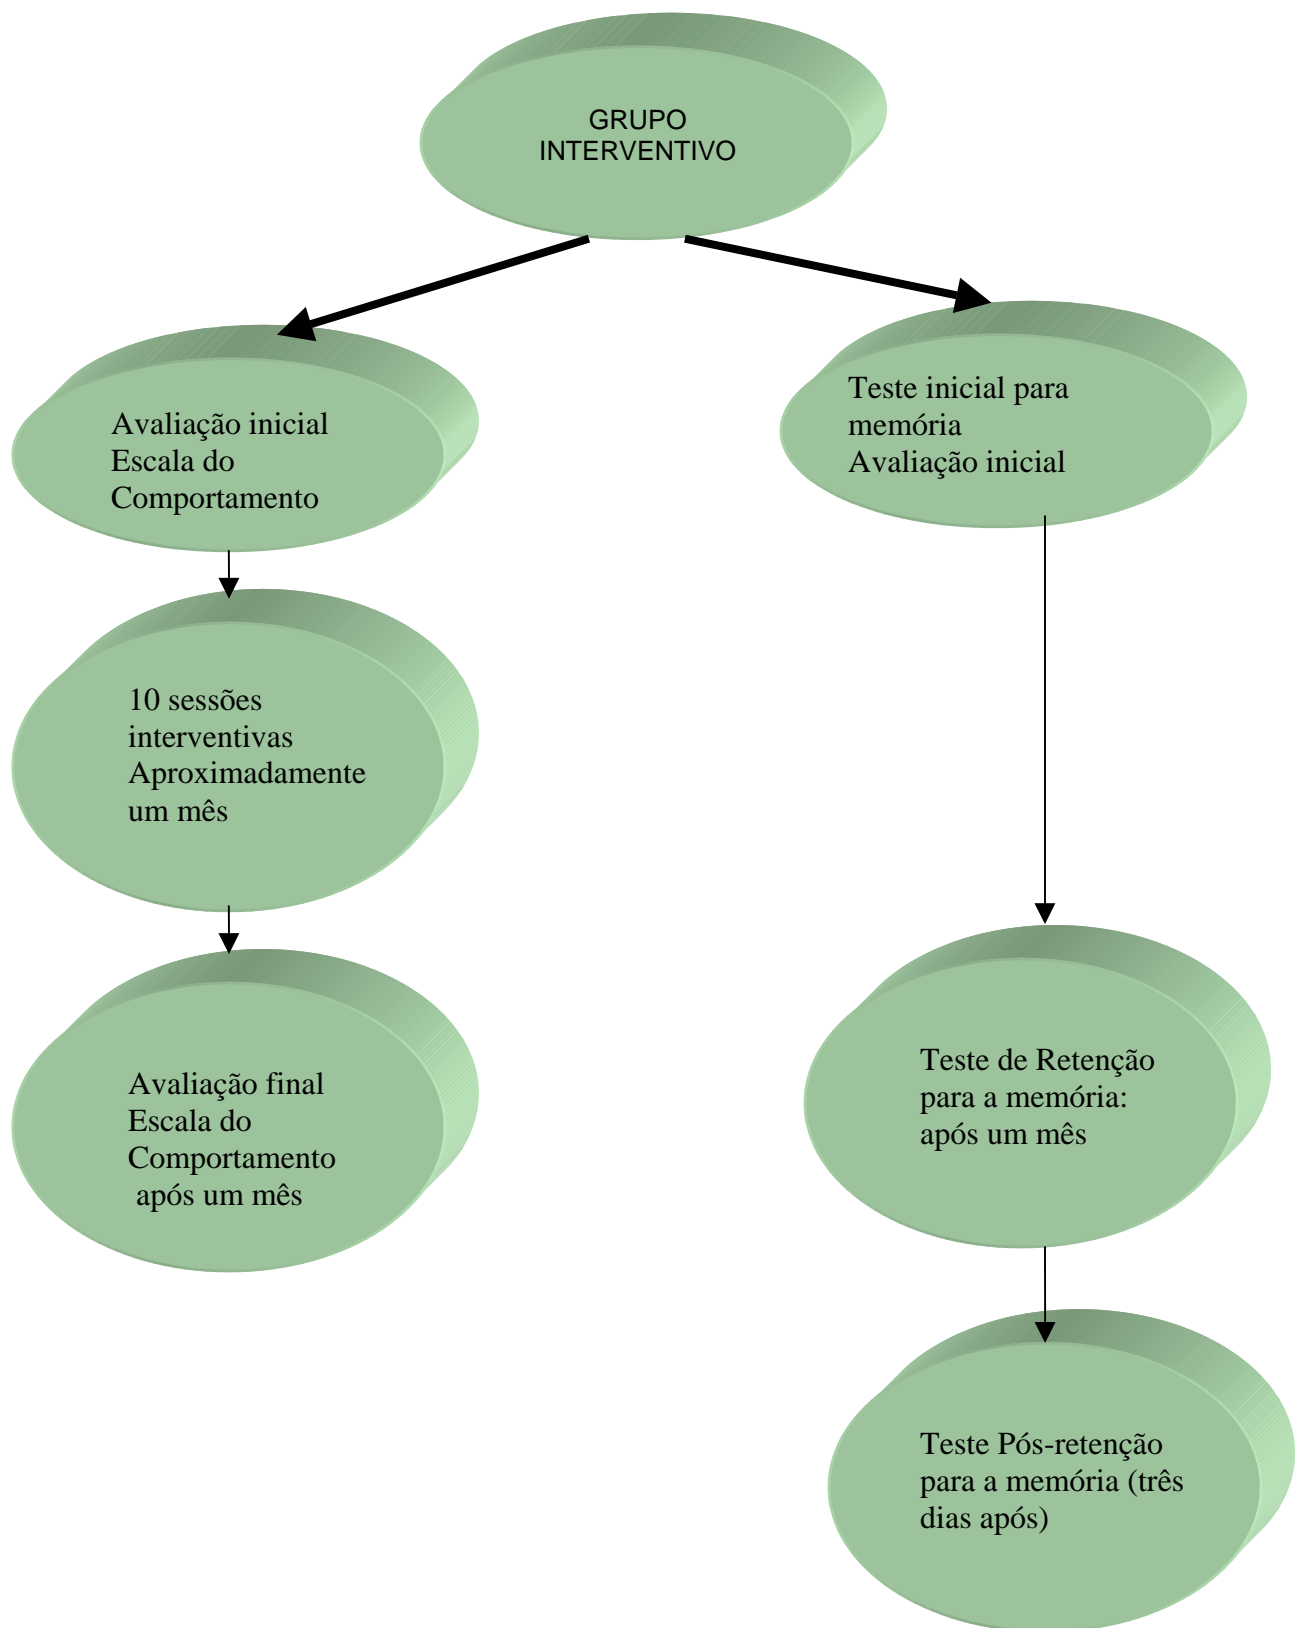 GRUPO
INTERVENTIVO
Avaliação inicial
Escala do
Comportamento
Teste inicial para
memória
Avaliação inicial
10 sessões
interventivas
Aproximadamente
um mês
Avaliação final
Escala do
Comportamento
após um mês
Teste de Retenção
para a memória:
após um mês
Teste Pós-retenção
para a memória (três
dias após)